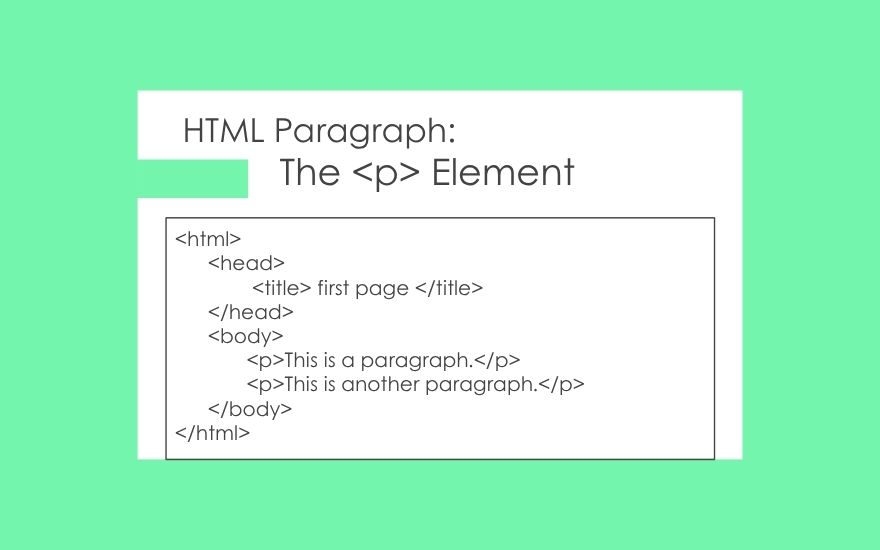 HTML Paragraph:
The <p> Element
<html>
<head>
<title> first page </title>
</head>
<body>
<p>This is a paragraph.</p>
<p>This is another paragraph.</p>
</body>
</html>